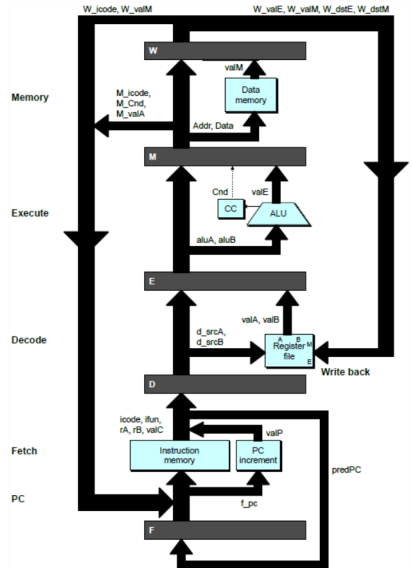 W_icode, W_valM
W_valE, W_valM, W_dstE, W_dstM
W
valM
Memory
M_icode,
M_Cnd,
M_valA
Data
memory
Addr, Data
M
Cnd
valE
Execute
CC
ALU
aluA, aluB
E
valA, valB
Decode
d_srcA,
d_srcB
A B
M
Register
file
E
Write back
D
icode, ifun,
rA, rB, valC
valP
Fetch
Instruction
memory
PC
increment
predPC
PC
f_pc
F